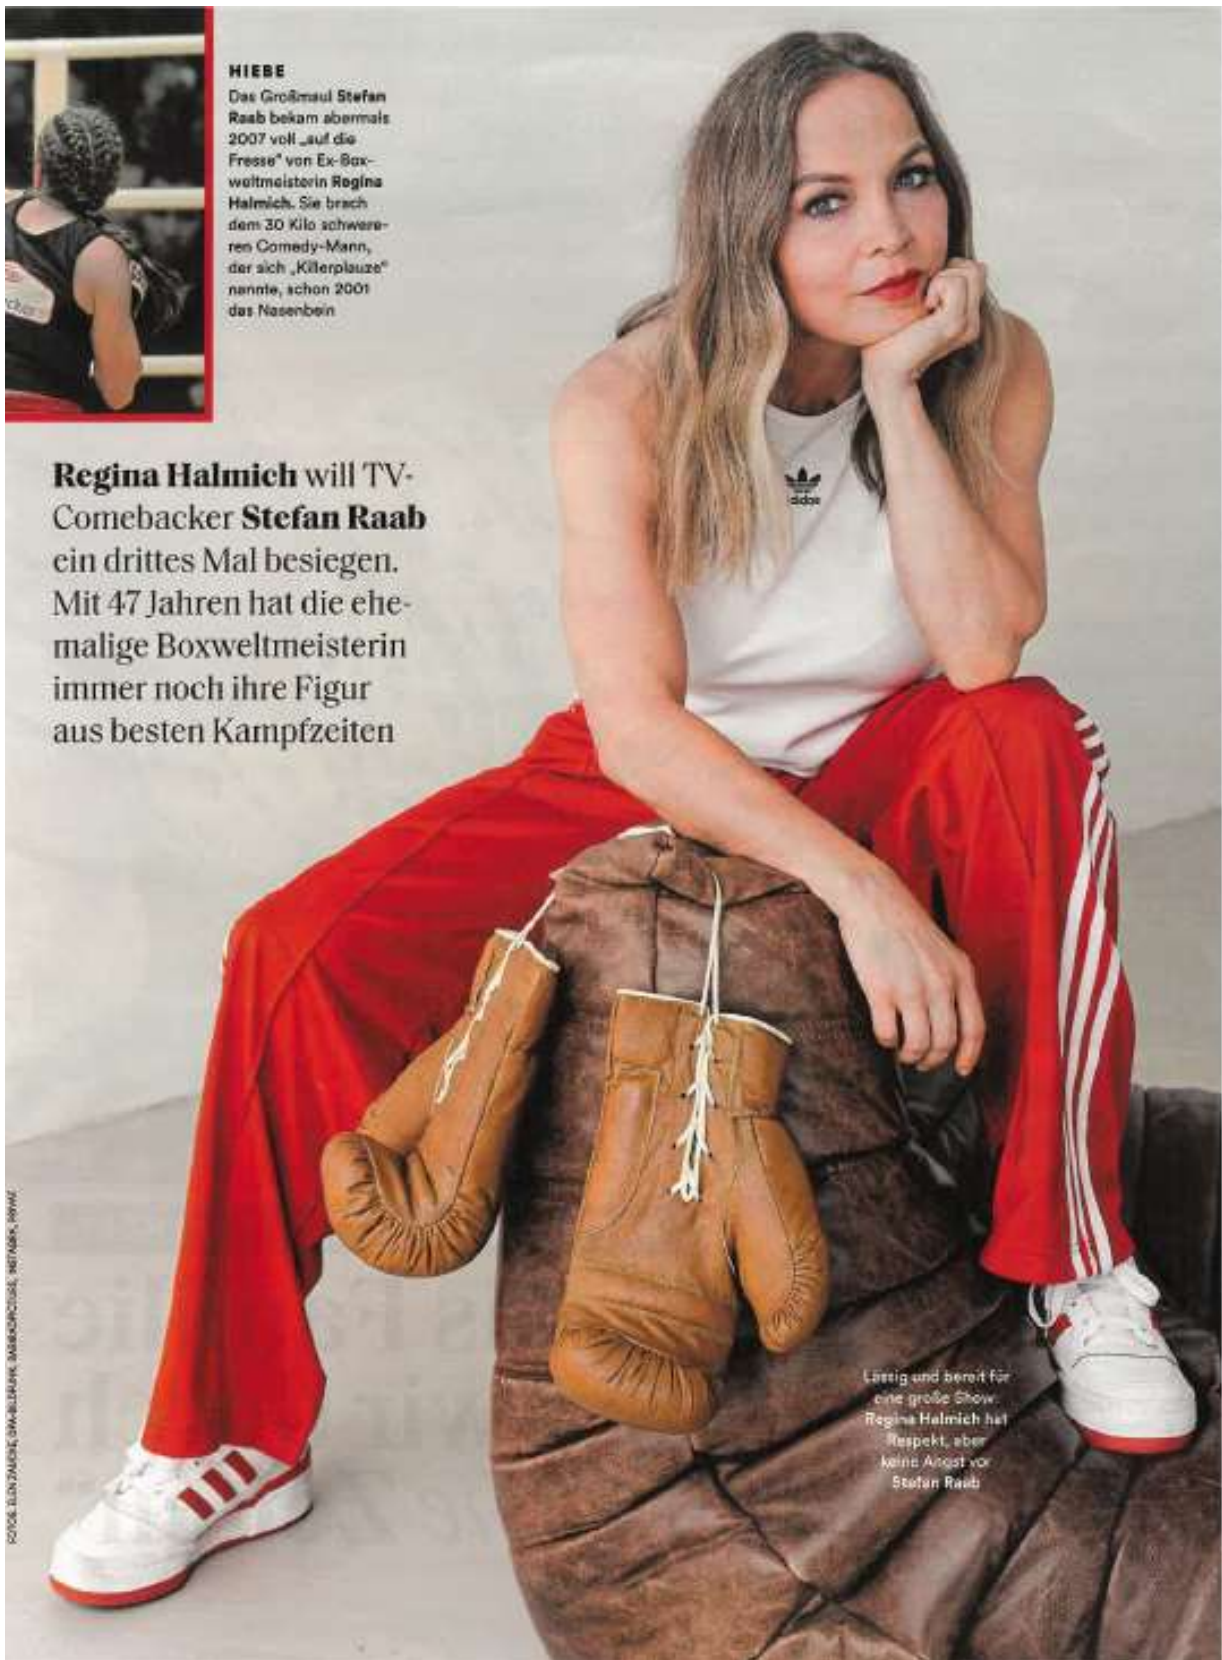 HIEBE
Das Großmaul Stefan
Raab bekam abermals
2007 voll „auf die
Fresse“ von Ex-Box-
weltmeisterin Regina
Halmich. Sie brach
dem 30 Kilo schwere-
ren Comedy-Mann,
der sich „Killerplauze“
nannte, schon 2001
das Nasenbein
Regina Halmich will TV-
Comebacker Stefan Raab
ein drittes Mal besiegen.
Mit 47 Jahren hat die ehe-
malige Boxweltmeisterin
immer noch ihre Figur
aus besten Kampfzeiten
adidas
Lässig und bereit für
eine große Show:
Regina Halmich hat
Respekt, aber
keine Angst vor
Stefan Raab
FOTOS: